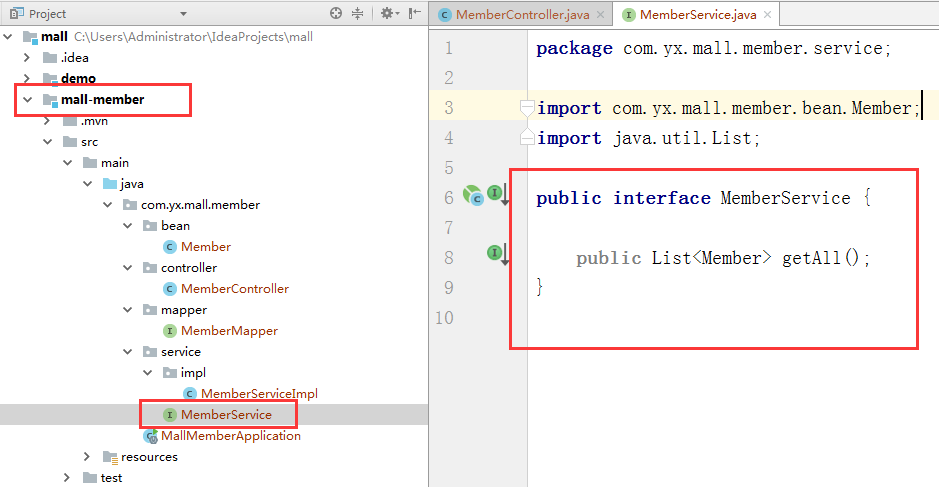 Project
mall C:\Users\Administrator\IdeaProjects\mall
.idea
demo
mall-member
.mvn
src
main
java
com.yx.mall.member
bean
Member
controller
MemberController
mapper
MemberMapper
service
impl
MemberServiceImpl
MemberService
MallMemberApplication
resources
test
MemberController.java
MemberService.java
1 package com.yx.mall.member.service;
2
3 import com.yx.mall.member.bean.Member;
4 import java.util.List;
5
6 public interface MemberService {
7
8 public List<Member> getAll();
9 }
10